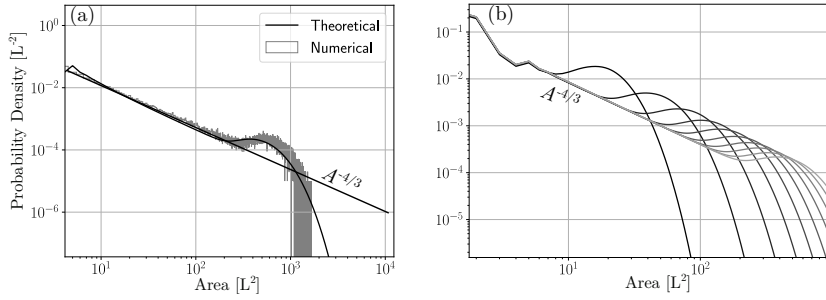 (a)
Theoretical
Numerical
10^0
10^-2
10^-4
10^-6
Probability Density [L^-2]
A^-4/3
10^1
10^2
10^3
10^4
Area [L^2]
(b)
10^-1
10^-2
10^-3
10^-4
10^-5
A^-4/3
10^1
10^2
Area [L^2]